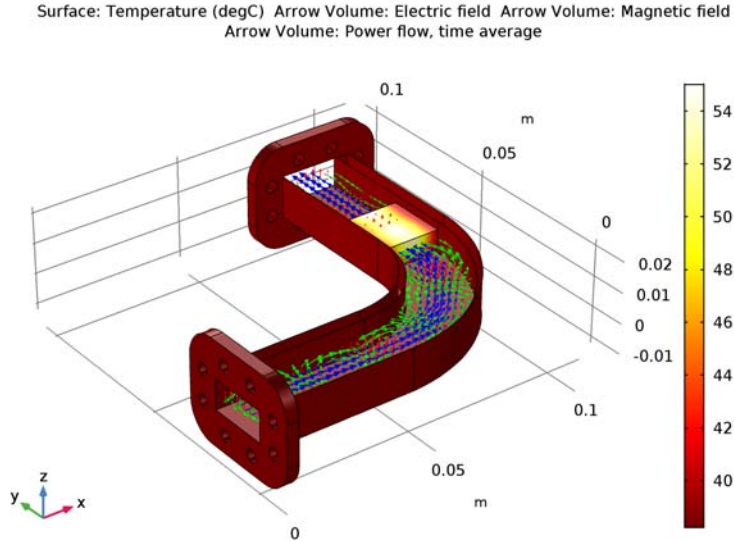 Surface: Temperature (degC) Arrow Volume: Electric field Arrow Volume: Magnetic field
Arrow Volume: Power flow, time average
0.1
m
0.05
0
0.02
0.01
0
-0.01
0.1
0.05
m
0
54
52
50
48
46
44
42
40
z
y
x